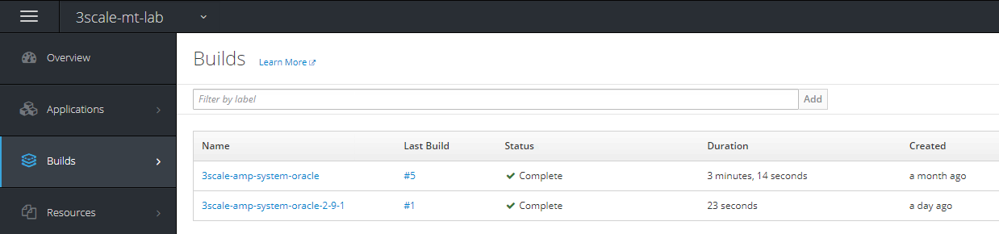 3scale-mt-lab
Overview
Applications
Builds
Resources
Builds Learn More
Filter by label Add
Name Last Build Status Duration Created
3scale-amp-system-oracle #5 Complete 3 minutes, 14 seconds a month ago
3scale-amp-system-oracle-2-9-1 #1 Complete 23 seconds a day ago